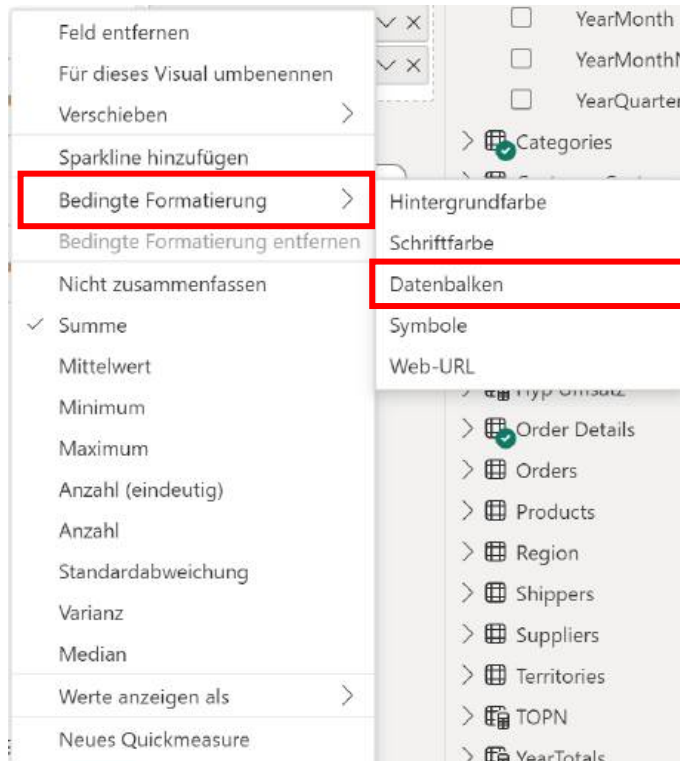 Feld entfernen
Für dieses Visual umbenennen
Verschieben
Sparkline hinzufügen
Bedingte Formatierung
Bedingte Formatierung entfernen
Nicht zusammenfassen
Summe
Mittelwert
Minimum
Maximum
Anzahl (eindeutig)
Anzahl
Standardabweichung
Varianz
Median
Werte anzeigen als
Neues Quickmeasure
Hintergrundfarbe
Schriftfarbe
Datenbalken
Symbole
Web-URL
YearMonth
YearQuarter
Categories
Order Details
Orders
Products
Region
Shippers
Suppliers
Territories
TOPN
YearTotals